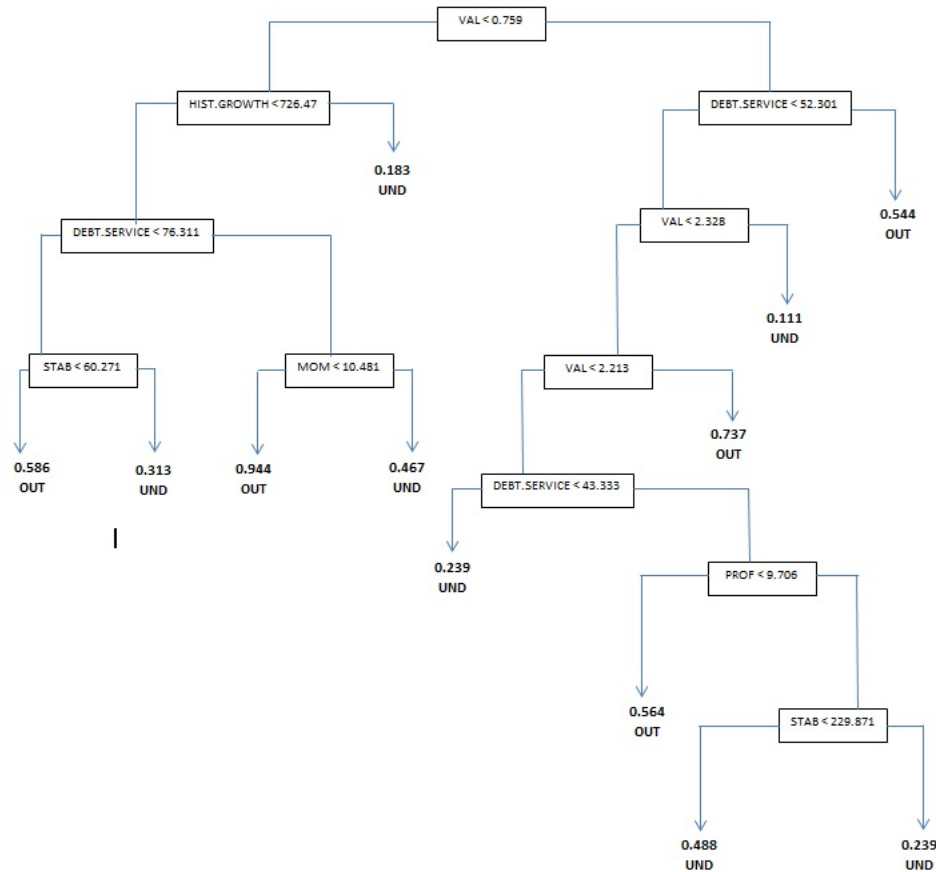 VAL < 0.759
HIST.GROWTH < 726.47
DEBT.SERVICE < 52.301
0.183
UND
0.544
OUT
DEBT.SERVICE < 76.311
VAL < 2.328
0.111
UND
STAB < 60.271
MOM < 10.481
VAL < 2.213
0.737
OUT
0.586
OUT
0.313
UND
0.944
OUT
0.467
UND
DEBT.SERVICE < 43.333
0.239
UND
PROF < 9.706
0.564
OUT
STAB < 229.871
0.488
UND
0.239
UND